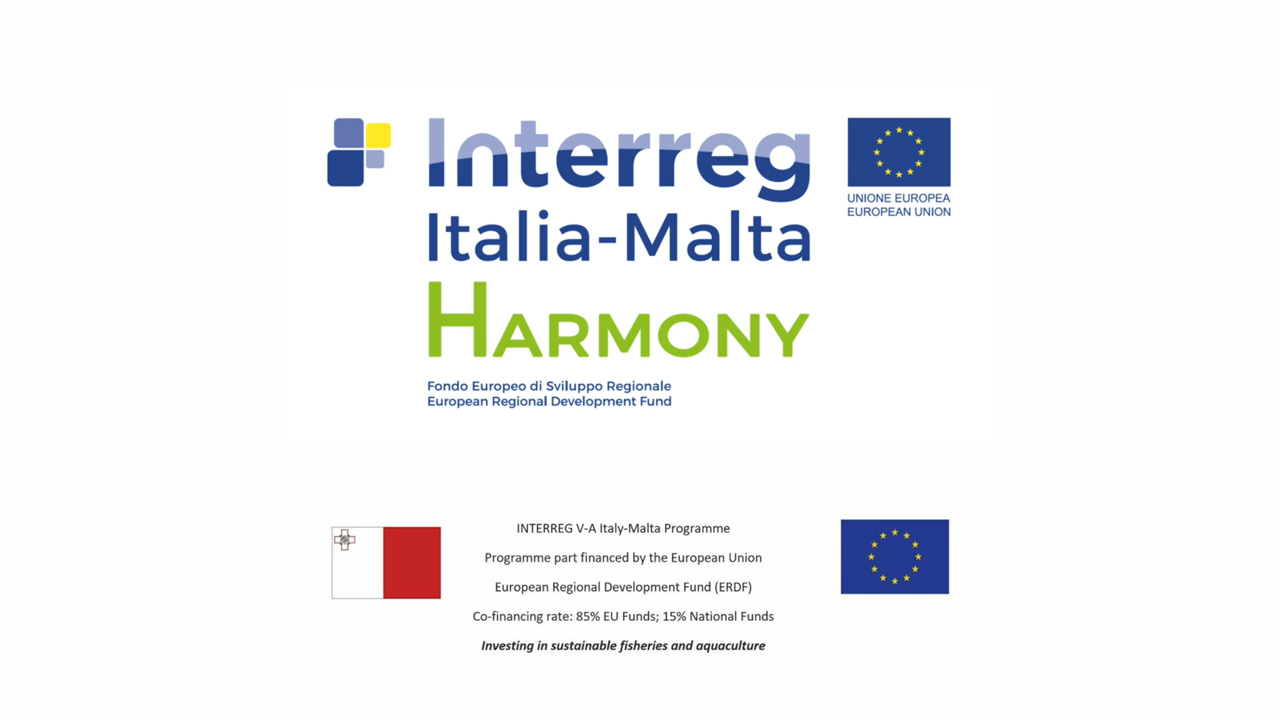 Interreg
Italia-Malta
HARMONY
Fondo Europeo di Sviluppo Regionale
European Regional Development Fund
UNIONE EUROPEA
EUROPEAN UNION
INTERREG V-A Italy-Malta Programme
Programme part financed by the European Union
European Regional Development Fund (ERDF)
Co-financing rate: 85% EU Funds; 15% National Funds
Investing in sustainable fisheries and aquaculture